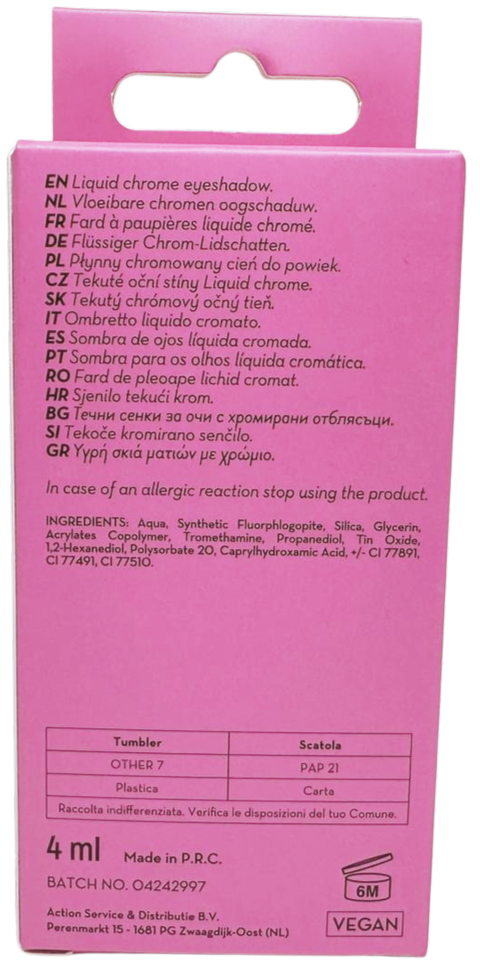 EN Liquid chrome eyeshadow.
NL Vloeibare chromen oogschaduw.
FR Fard à paupières liquide chromé.
DE Flüssiger Chrom-Lidschatten.
PL Płynny chromowany cień do powiek.
CZ Tekuté oční stíny Liquid chrome.
SK Tekutý chrómový očný tieň.
IT Ombretto liquido cromato.
ES Sombra de ojos líquida cromada.
PT Sombra para os olhos líquida cromática.
RO Fard de pleoape lichid cromat.
HR Sjenilo tekući krom.
BG Течни сенки за очи с хромирани отблясъци.
SI Tekoče kromirano senčilo.
GR Υγρή σκιά ματιών με χρώμιο.
In case of an allergic reaction stop using the product.
INGREDIENTS: Aqua, Synthetic Fluorphlogopite, Silica, Glycerin,
Acrylates Copolymer, Tromethamine, Propanediol, Tin Oxide,
1,2-Hexanediol, Polysorbate 20, Caprylhydroxamic Acid, +/- CI 77891,
CI 77491, CI 77510.
Tumbler Scatola
OTHER 7 PAP 21
Plastica Carta
Raccolta indifferenziata. Verifica le disposizioni del tuo Comune.
4 ml Made in P.R.C.
BATCH NO. 04242997
6M
Action Service & Distributie B.V.
Perenmarkt 15 - 1681 PG Zwaagdijk-Oost (NL)
VEGAN